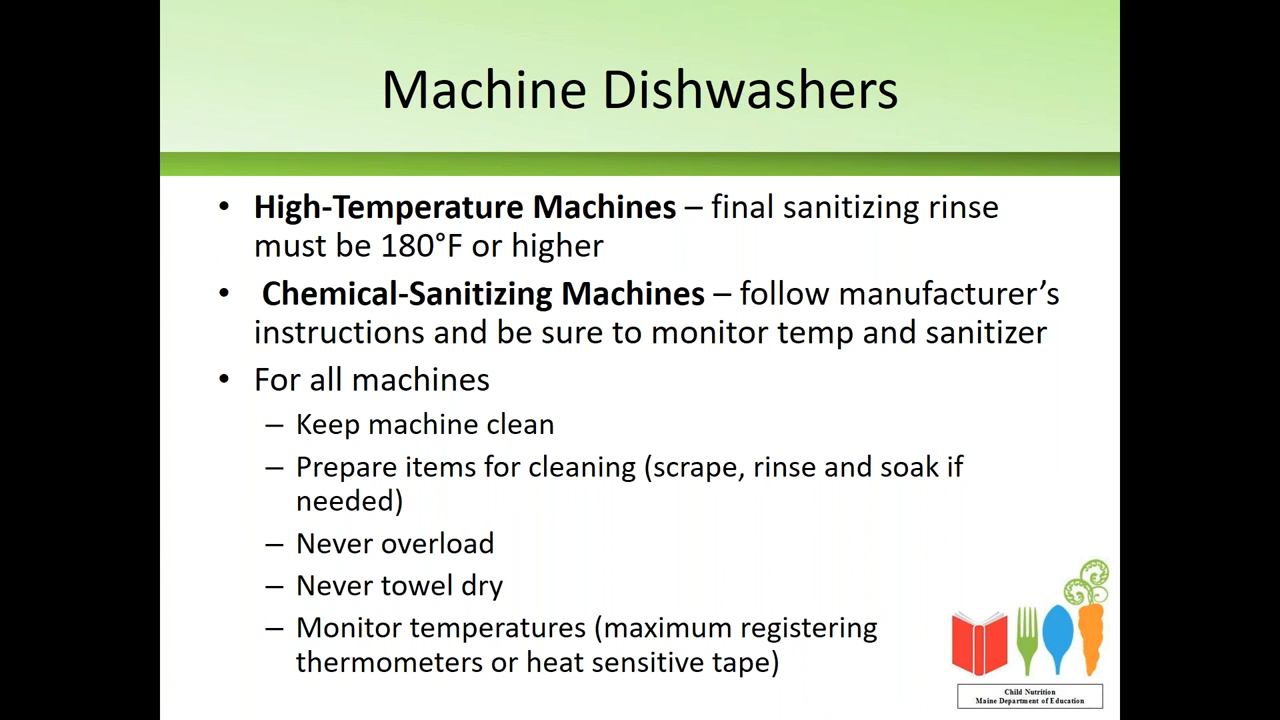 Machine Dishwashers
• High-Temperature Machines – final sanitizing rinse
must be 180°F or higher
• Chemical-Sanitizing Machines – follow manufacturer’s
instructions and be sure to monitor temp and sanitizer
• For all machines
– Keep machine clean
– Prepare items for cleaning (scrape, rinse and soak if
needed)
– Never overload
– Never towel dry
– Monitor temperatures (maximum registering
thermometers or heat sensitive tape)
Child Nutrition
Maine Department of Education